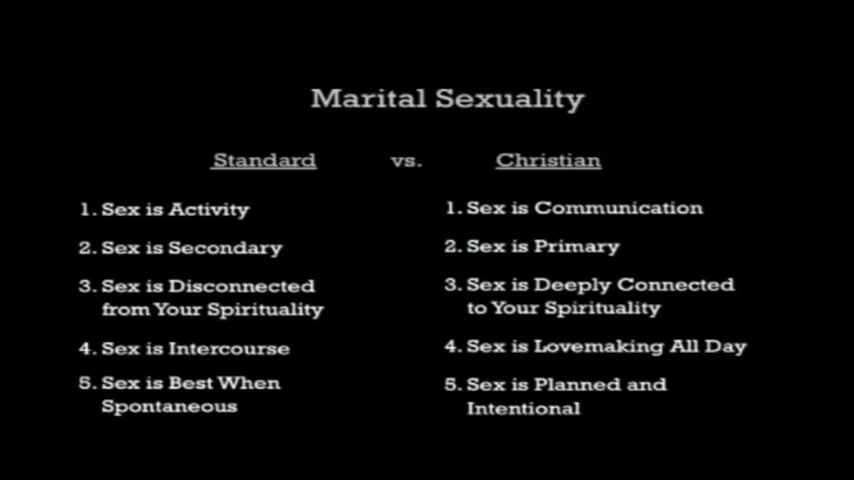 Marital Sexuality
Standard vs. Christian
1. Sex is Activity
2. Sex is Secondary
3. Sex is Disconnected
from Your Spirituality
4. Sex is Intercourse
5. Sex is Best When
Spontaneous
1. Sex is Communication
2. Sex is Primary
3. Sex is Deeply Connected
to Your Spirituality
4. Sex is Lovemaking All Day
5. Sex is Planned and
Intentional